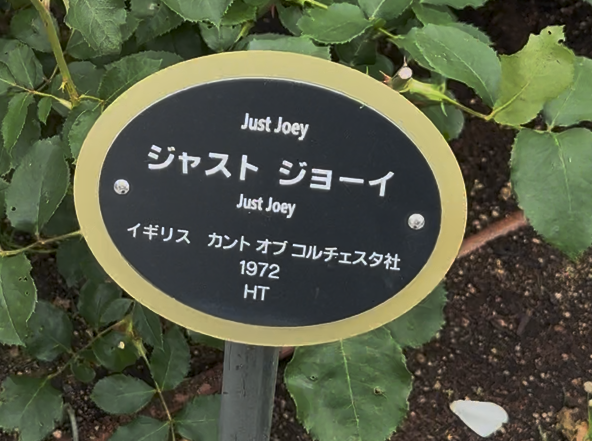 Just Joey
ジャスト ジョーイ
Just Joey
イギリス カント オブ コルチェスタ社
1972
HT